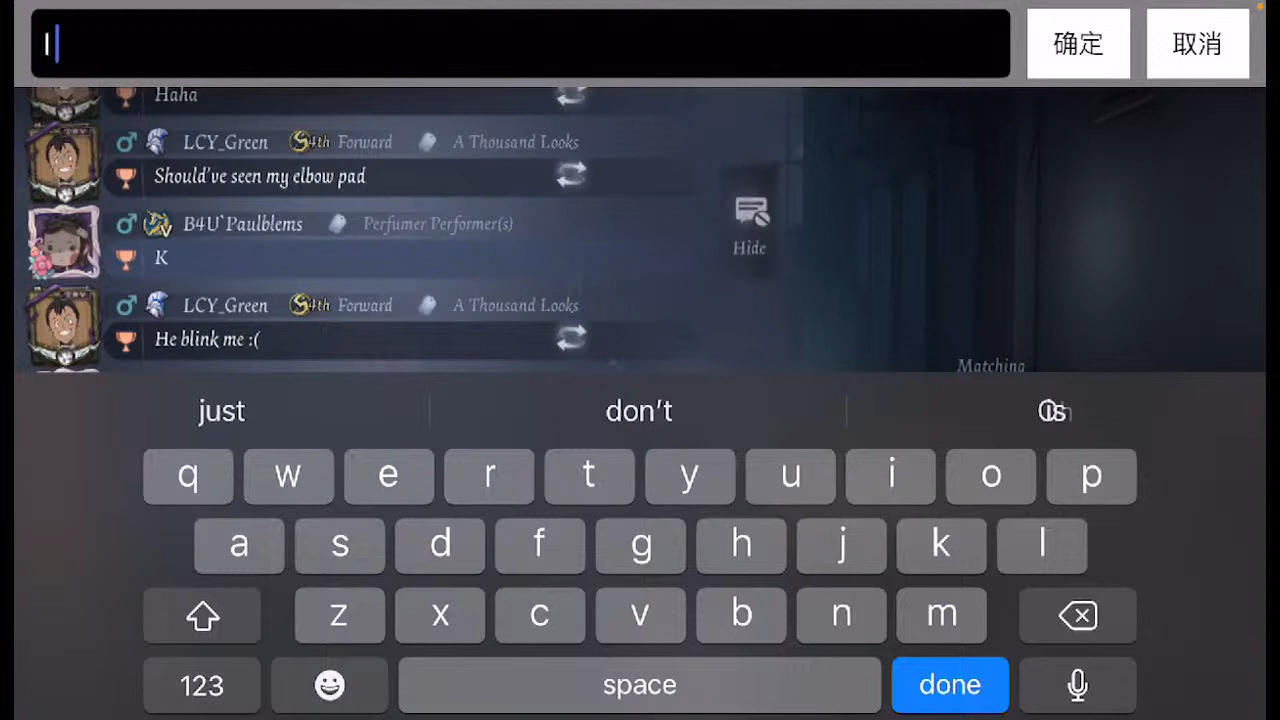 I
确定
取消
Haha
LCY_Green 4th Forward A Thousand Looks
Should've seen my elbow pad
B4U`Paulblems Perfumer Performer(s)
K
Hide
LCY_Green 4th Forward A Thousand Looks
He blink me :(
Matching
just don't
q w e r t y u i o p
a s d f g h j k l
z x c v b n m
123 space done